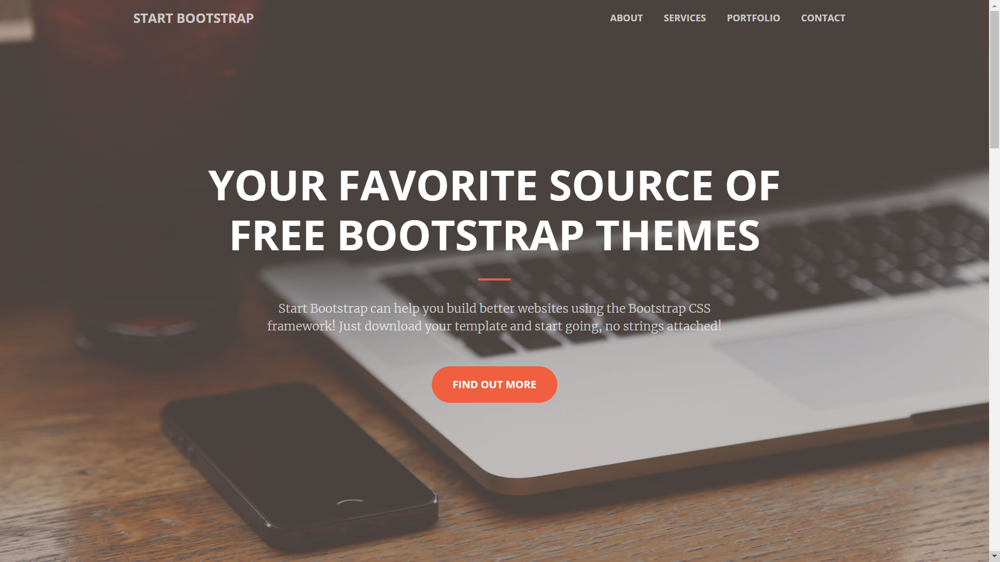 START BOOTSTRAP
ABOUT SERVICES PORTFOLIO CONTACT
YOUR FAVORITE SOURCE OF
FREE BOOTSTRAP THEMES
Start Bootstrap can help you build better websites using the Bootstrap CSS
framework! Just download your template and start going, no strings attached!
FIND OUT MORE